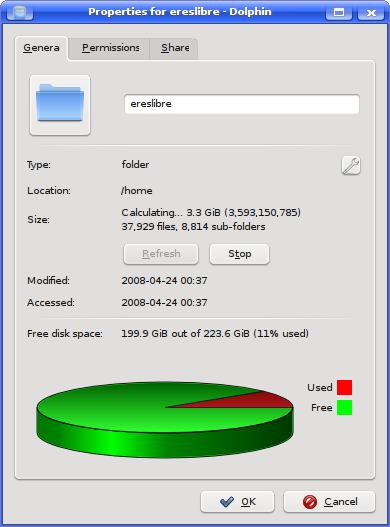 Properties for ereslibre - Dolphin
Genera Permissions Share
ereslibre
Type: folder
Location: /home
Size: Calculating... 3.3 GiB (3,593,150,785)
37,929 files, 8,814 sub-folders
Refresh Stop
Modified: 2008-04-24 00:37
Accessed: 2008-04-24 00:37
Free disk space: 199.9 GiB out of 223.6 GiB (11% used)
Used
Free
OK Cancel